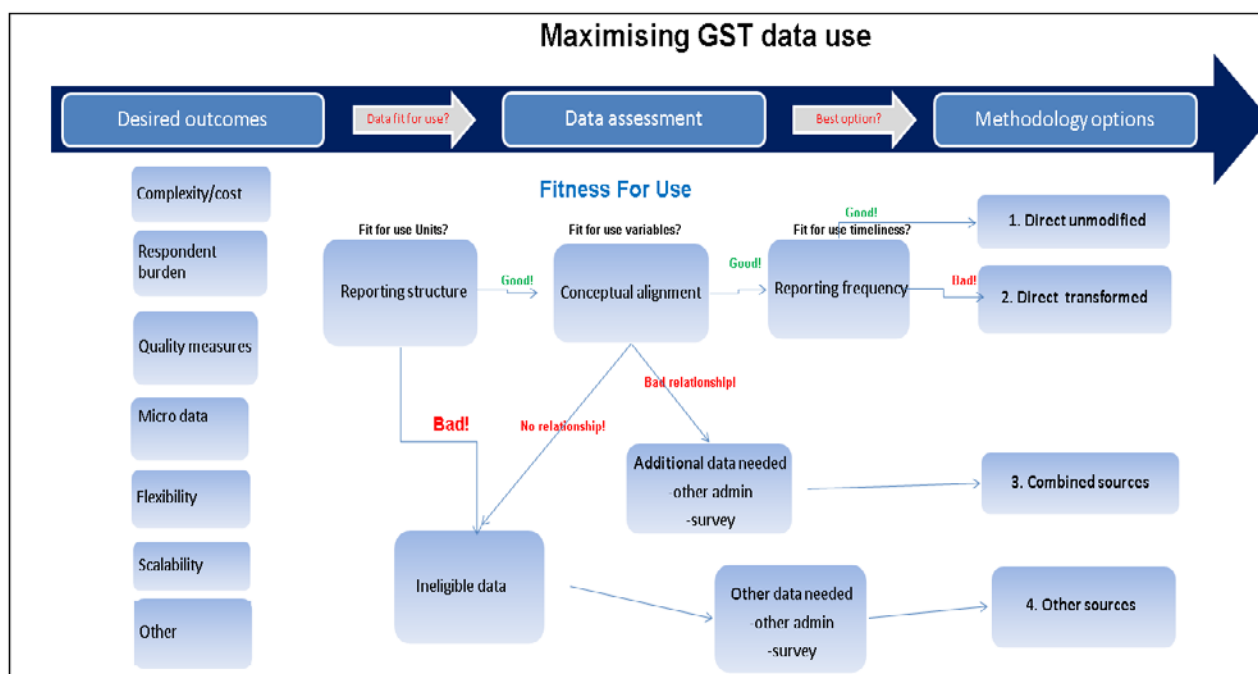 Maximising GST data use
Desired outcomes
Data fit for use?
Data assessment
Best option?
Methodology options
Complexity/cost
Respondent
burden
Quality measures
Micro data
Flexibility
Scalability
Other
Fitness For Use
Fit for use Units?
Reporting structure
Good!
Fit for use variables?
Conceptual alignment
Good!
Fit for use timeliness?
Reporting frequency
Good!
1. Direct unmodified
Bad!
2. Direct transformed
Bad!
No relationship!
Bad relationship!
Additional data needed
-other admin
-survey
3. Combined sources
Ineligible data
Other data needed
-other admin
-survey
4. Other sources